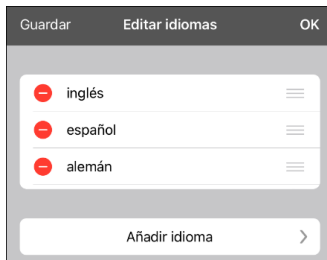 Guardar Editar idiomas OK
inglés
español
alemán
Añadir idioma